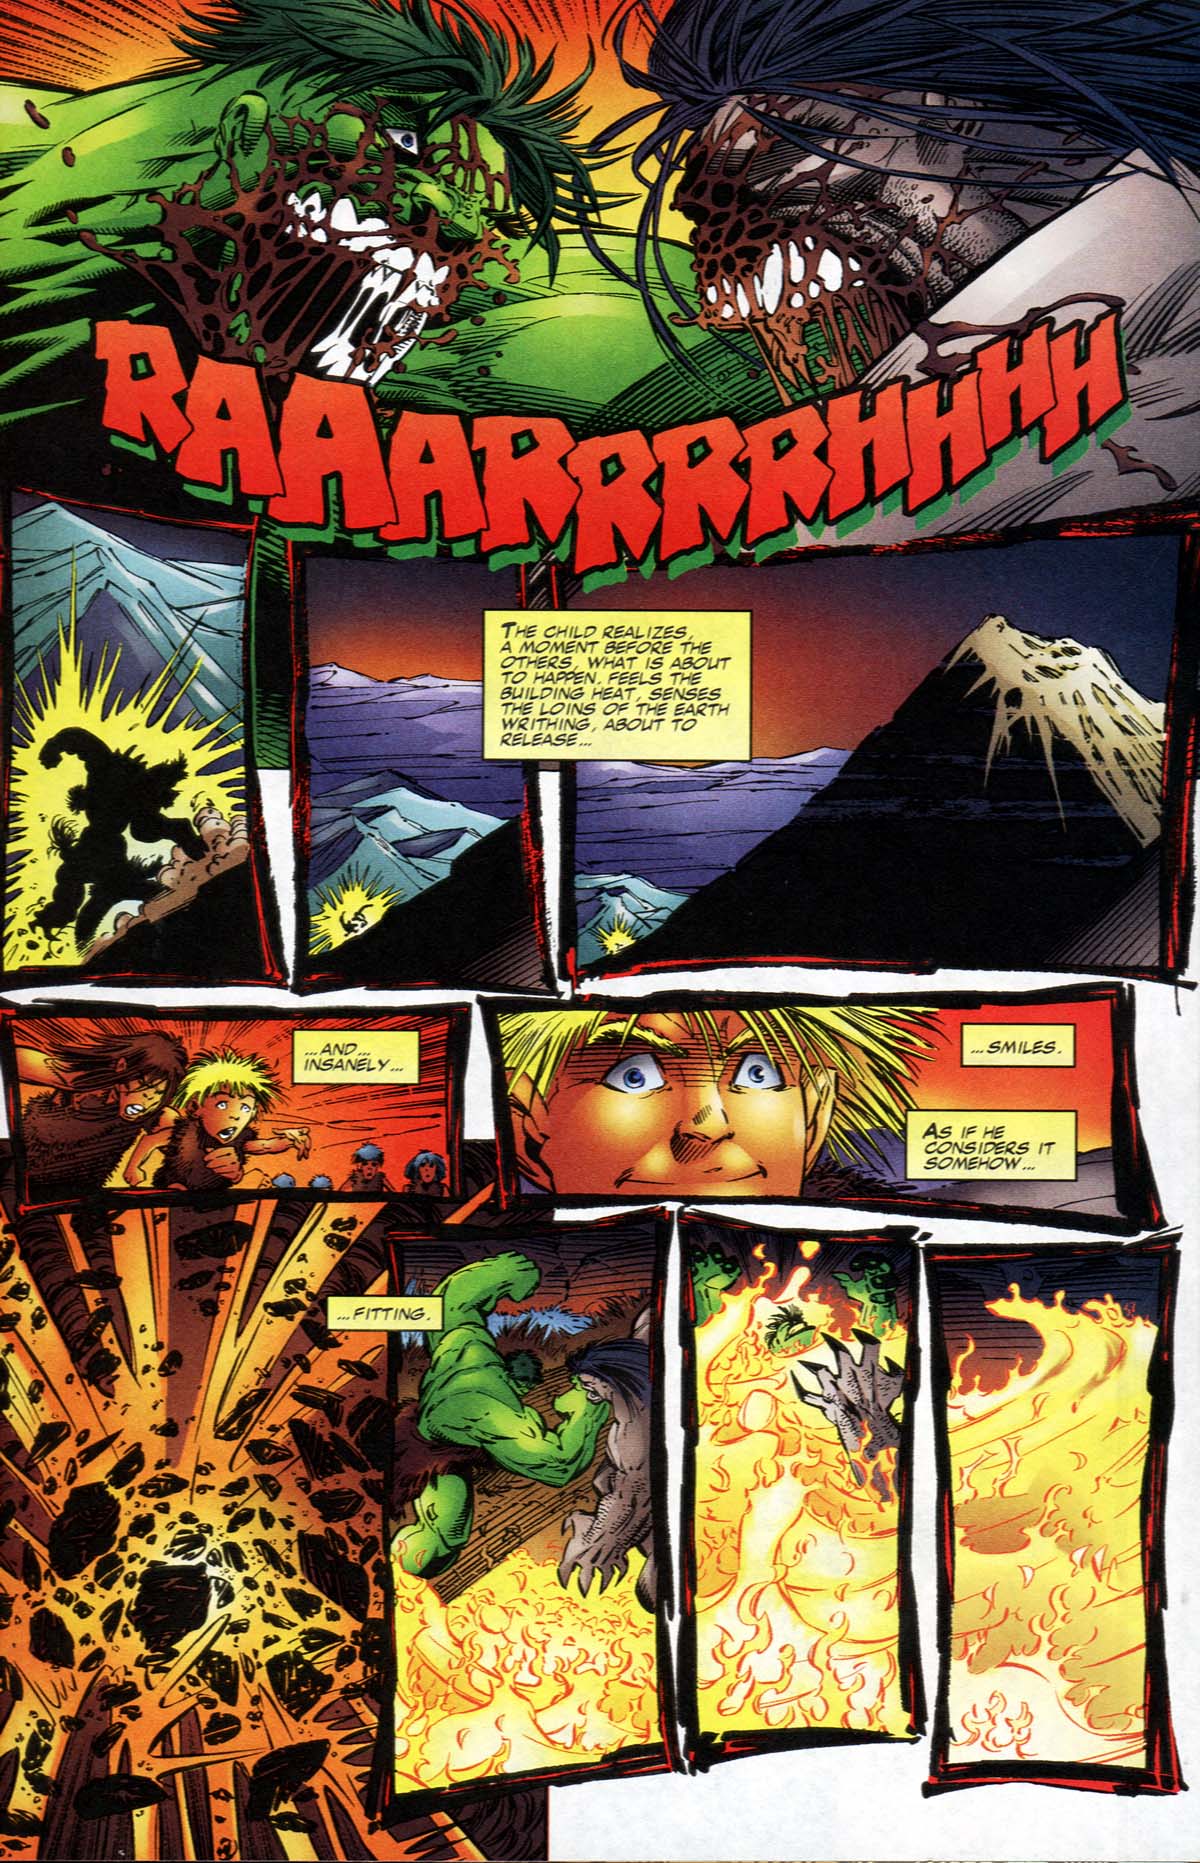 RAAAARRRRRHHHHH
THE CHILD REALIZES,
A MOMENT BEFORE THE
OTHERS, WHAT IS ABOUT
TO HAPPEN. FEELS THE
BUILDING HEAT, SENSES
THE LOINS OF THE EARTH
WRITHING, ABOUT TO
RELEASE...
...AND...
INSANELY...
...SMILES.
AS IF HE
CONSIDERS IT
SOMEHOW...
...FITTING.